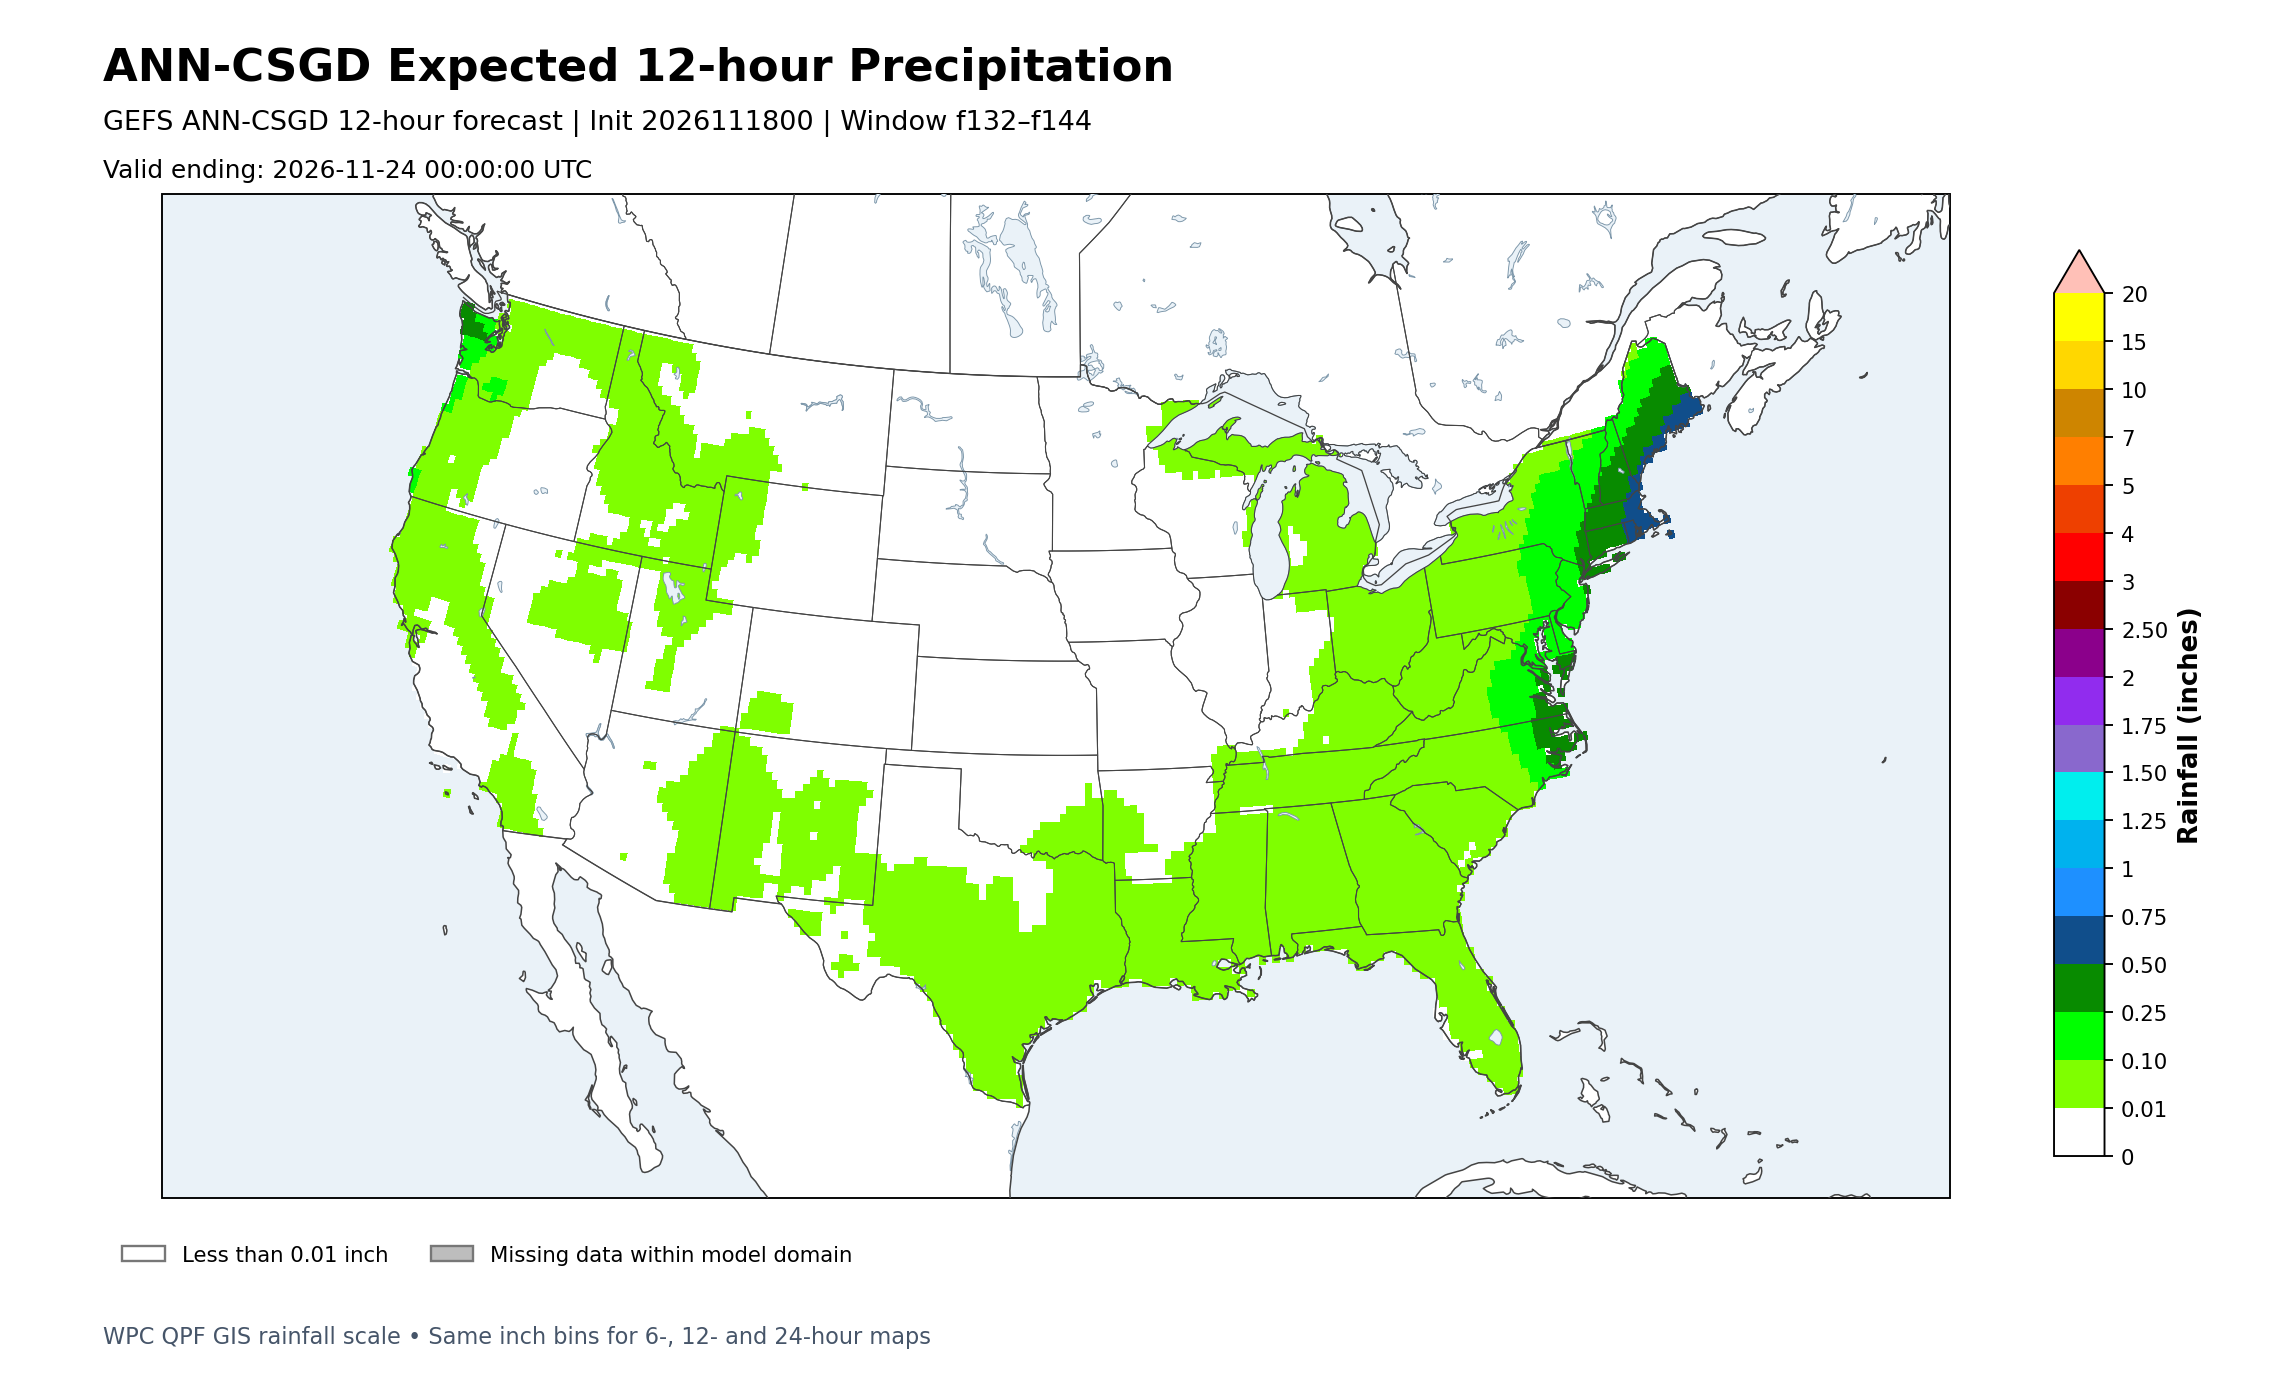 ANN-CSGD Expected 12-hour Precipitation
GEFS ANN-CSGD 12-hour forecast | Init 2026111800 | Window f132–f144
Valid ending: 2026-11-24 00:00:00 UTC
20
15
10
7
5
4
3
2.50
2
1.75
1.50
1.25
1
0.75
0.50
0.25
0.10
0.01
0
Rainfall (inches)
Less than 0.01 inch
Missing data within model domain
WPC QPF GIS rainfall scale • Same inch bins for 6-, 12- and 24-hour maps